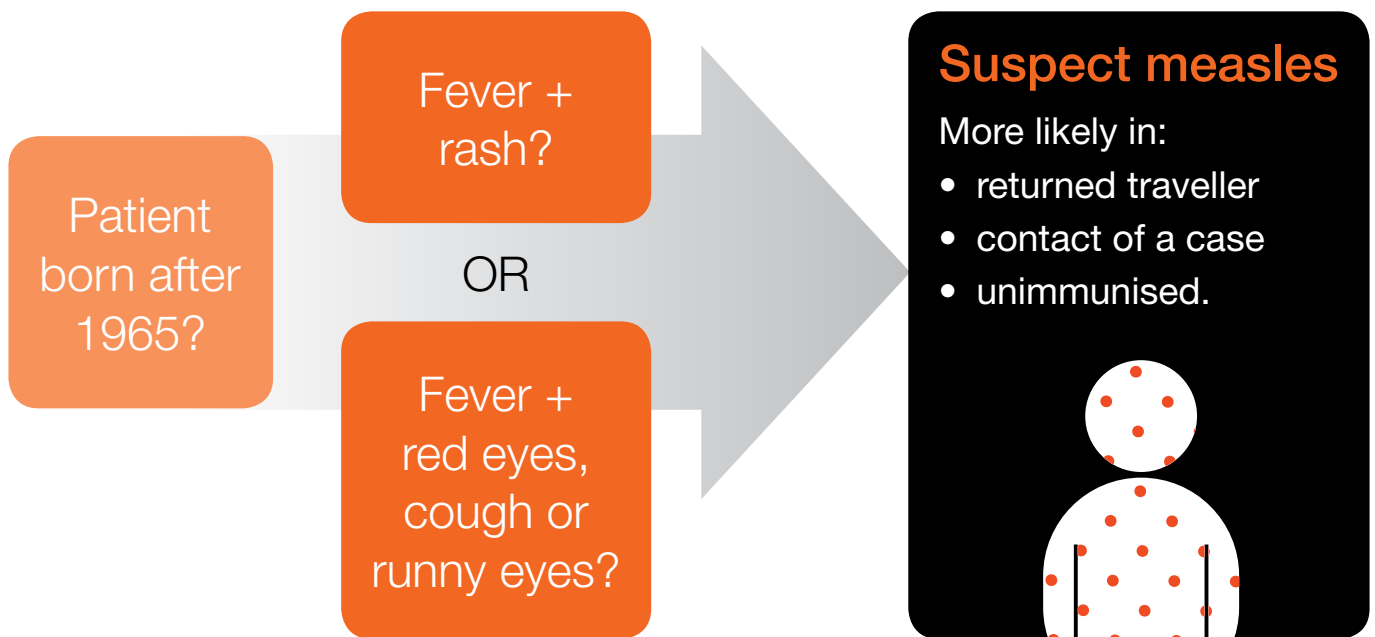 Patient
born after
1965?
Fever +
rash?
OR
Fever +
red eyes,
cough or
runny eyes?
Suspect measles
More likely in:
• returned traveller
• contact of a case
• unimmunised.